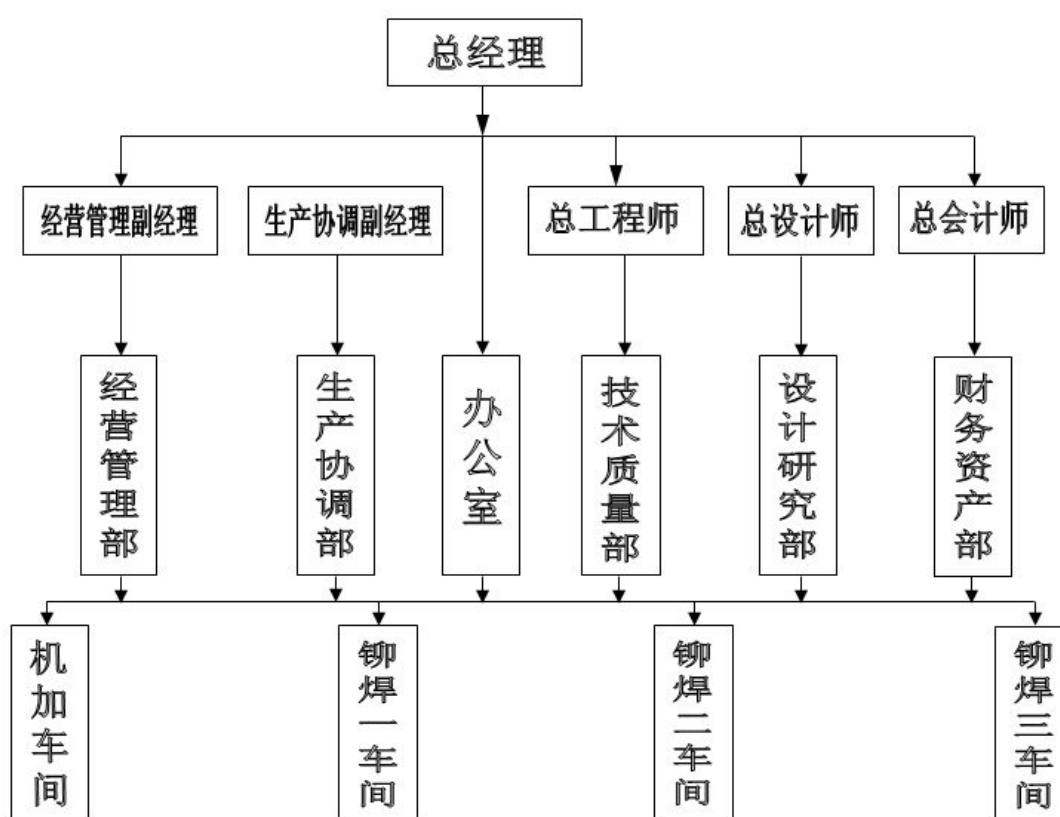 总经理
经营管理副经理
生产协调副经理
总工程师
总设计师
总会计师
经营管理部
生产协调部
办公室
技术质量部
设计研究部
财务资产部
机加车间
铆焊一车间
铆焊二车间
铆焊三车间